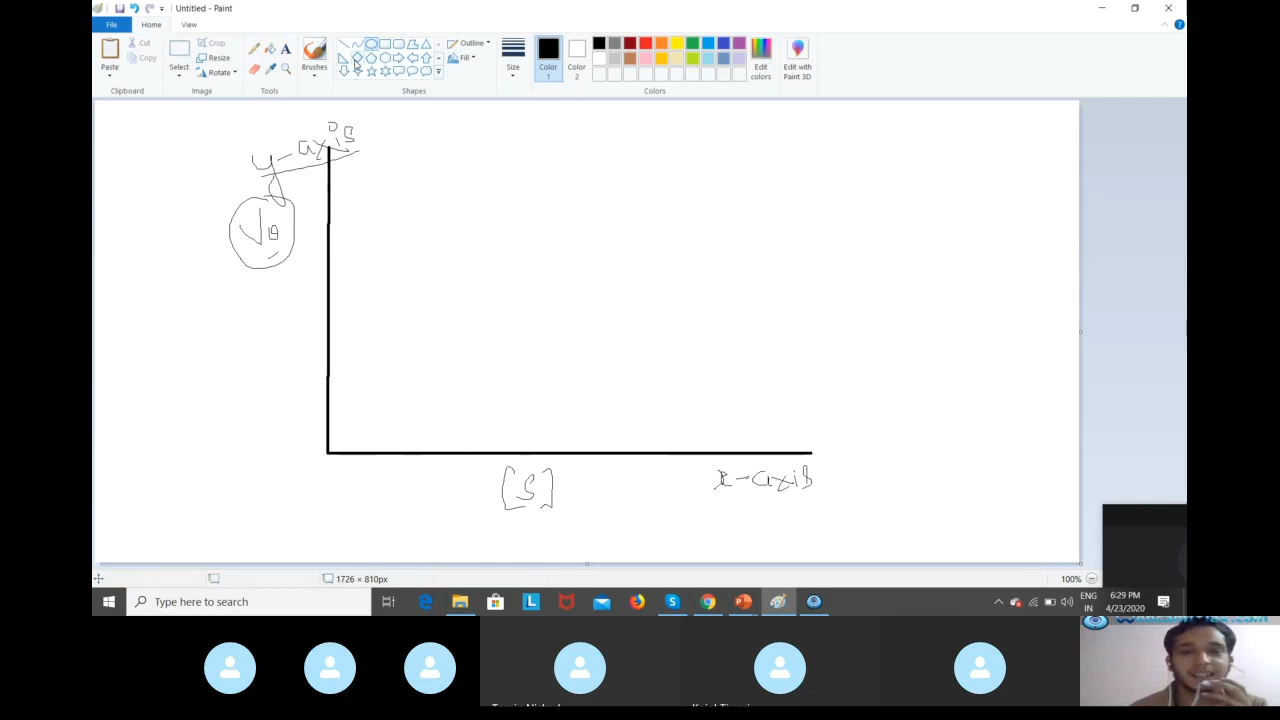 Untitled - Paint
File Home View
Cut
Copy
Paste
Clipboard
Crop
Resize
Rotate
Select
Image
Tools
Brushes
Outline
Fill
Shapes
Size
Color 1
Color 2
Edit colors
Edit with Paint 3D
Colors
y-axis
[S]
x-axis
1726 × 810px
100%
Type here to search
ENG
IN
6:29 PM
4/23/2020